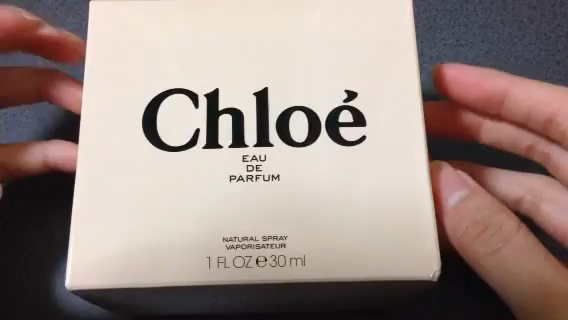 Chloé
EAU
DE
PARFUM
NATURAL SPRAY
VAPORISATEUR
1 FL OZ ℮ 30 ml